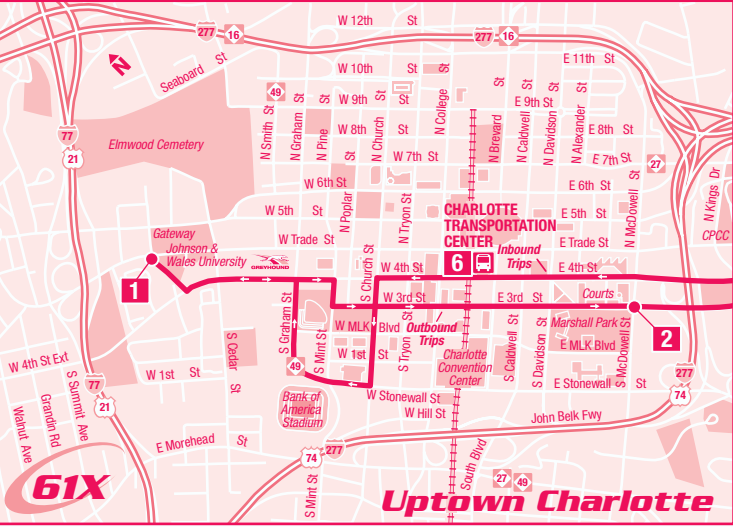 W 12th St
277
16
277
16
E 11th St
N
Seaboard St
W 10th St
49
W 9th St
E 9th St
N Smith St
N Graham St
N Pine St
N Poplar St
N Church St
N Tryon St
N College St
N Brevard St
N Caldwell St
N Davidson St
N Alexander St
N McDowell St
N Kings Dr
W 8th St
E 8th St
77
21
Elmwood Cemetery
W 7th St
E 7th St
27
W 6th St
E 6th St
W 5th St
E 5th St
CHARLOTTE
TRANSPORTATION
CENTER
6
CPCC
Gateway
Johnson &
Wales University
W Trade St
E Trade St
Inbound
Trips
GREYHOUND
W 4th St
E 4th St
1
S Church St
W 3rd St
E 3rd St
Courts
S Graham St
S Mint St
W MLK Blvd
Outbound
Trips
Marshall Park
2
S Cedar St
W 1st St
S Tryon St
Charlotte
Convention
Center
S Caldwell St
S Davidson St
E MLK Blvd
S McDowell St
W 4th St Ext
49
277
74
77
21
W 1st St
E Stonewall St
Bank of
America
Stadium
W Stonewall St
W Hill St
John Belk Fwy
Walnut Ave
Grandin Rd
S Summit Ave
E Morehead St
74
277
South Blvd
S Mint St
27
49
61X
Uptown Charlotte